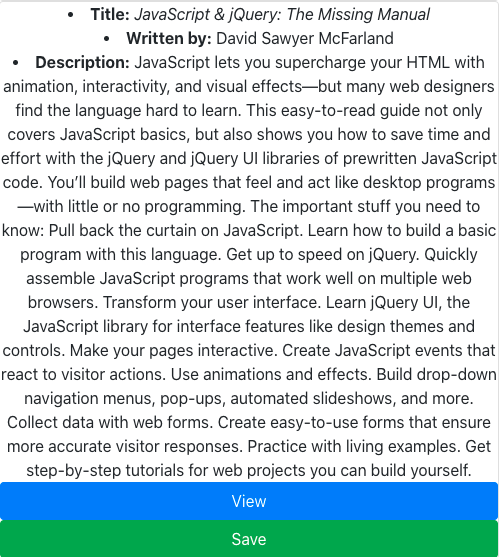 • Title: JavaScript & jQuery: The Missing Manual
• Written by: David Sawyer McFarland
• Description: JavaScript lets you supercharge your HTML with
animation, interactivity, and visual effects—but many web designers
find the language hard to learn. This easy-to-read guide not only
covers JavaScript basics, but also shows you how to save time and
effort with the jQuery and jQuery UI libraries of prewritten JavaScript
code. You’ll build web pages that feel and act like desktop programs
—with little or no programming. The important stuff you need to
know: Pull back the curtain on JavaScript. Learn how to build a basic
program with this language. Get up to speed on jQuery. Quickly
assemble JavaScript programs that work well on multiple web
browsers. Transform your user interface. Learn jQuery UI, the
JavaScript library for interface features like design themes and
controls. Make your pages interactive. Create JavaScript events that
react to visitor actions. Use animations and effects. Build drop-down
navigation menus, pop-ups, automated slideshows, and more.
Collect data with web forms. Create easy-to-use forms that ensure
more accurate visitor responses. Practice with living examples. Get
step-by-step tutorials for web projects you can build yourself.
View
Save